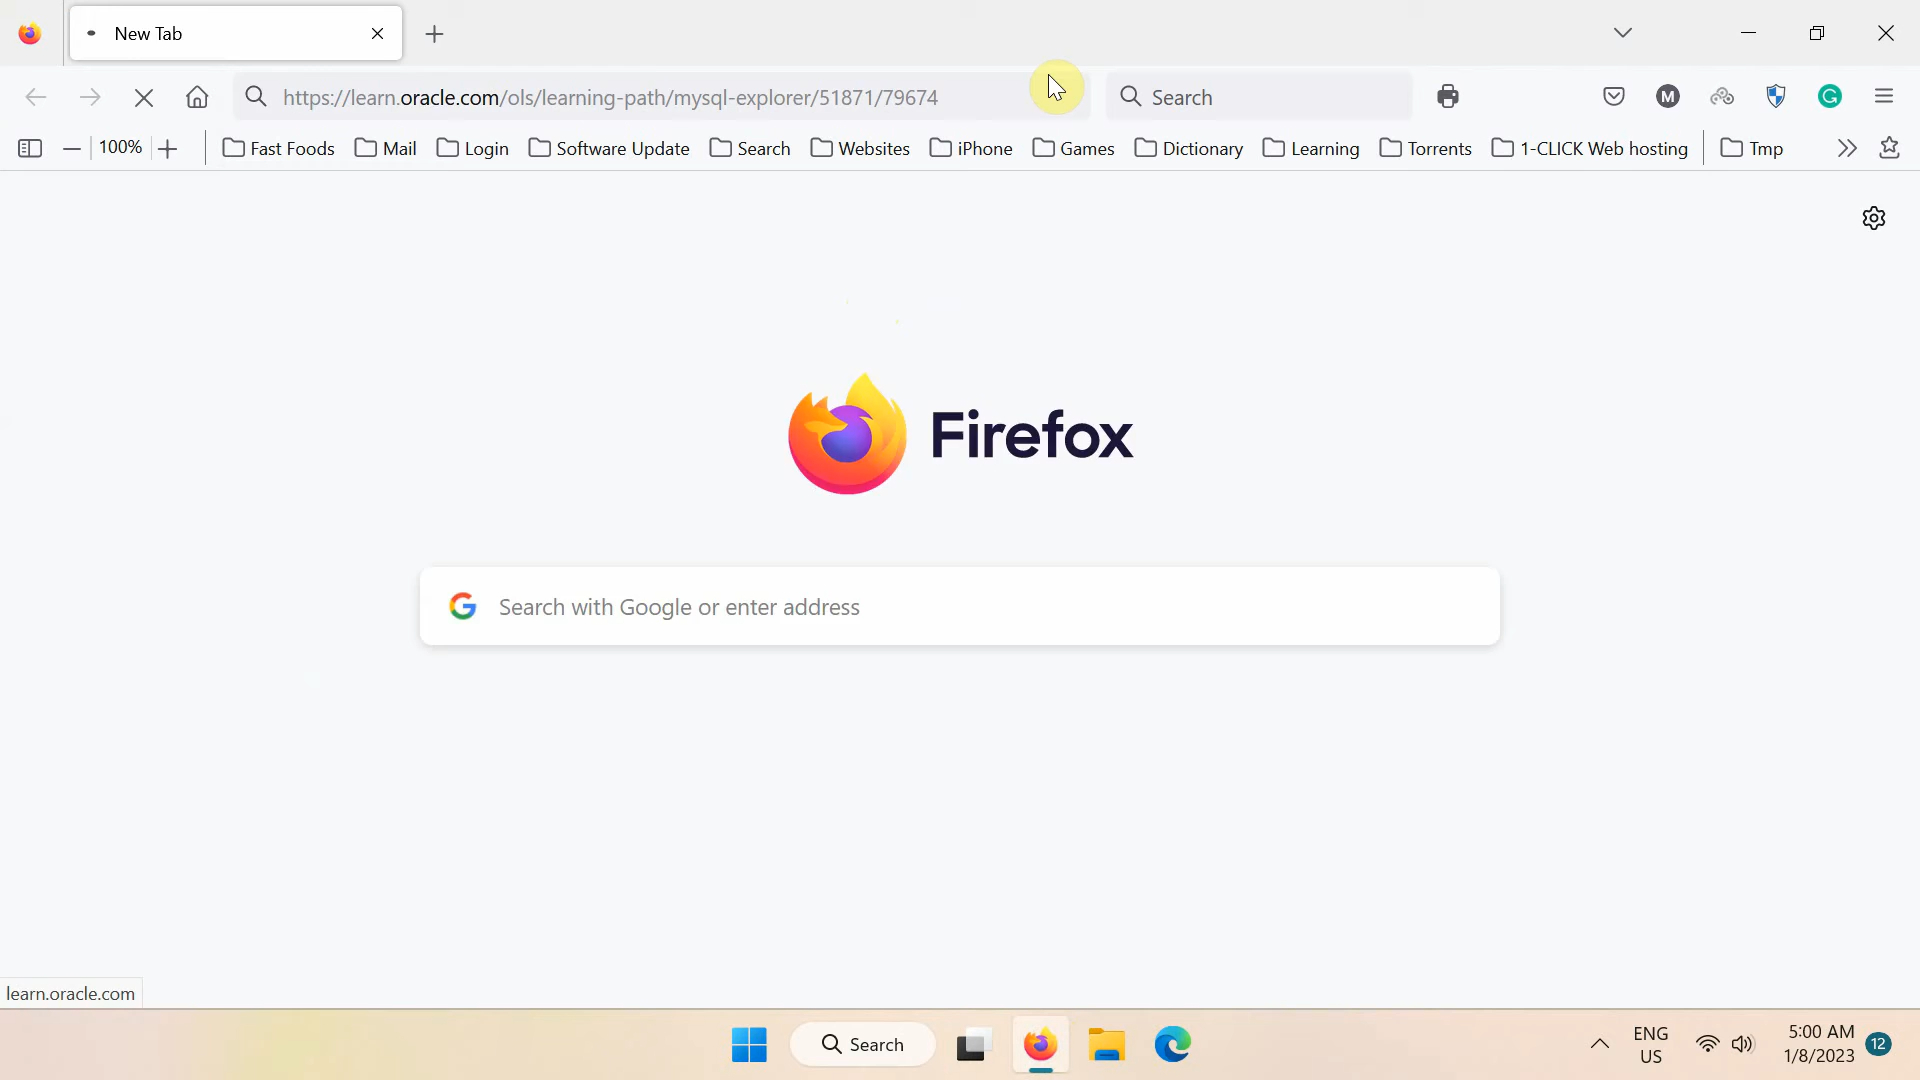 New Tab
https://learn.oracle.com/ols/learning-path/mysql-explorer/51871/79674
Search
M
G
100%
Fast Foods
Mail
Login
Software Update
Search
Websites
iPhone
Games
Dictionary
Learning
Torrents
1-CLICK Web hosting
Tmp
Firefox
G Search with Google or enter address
learn.oracle.com
Search
ENG
US
5:00 AM
1/8/2023
12